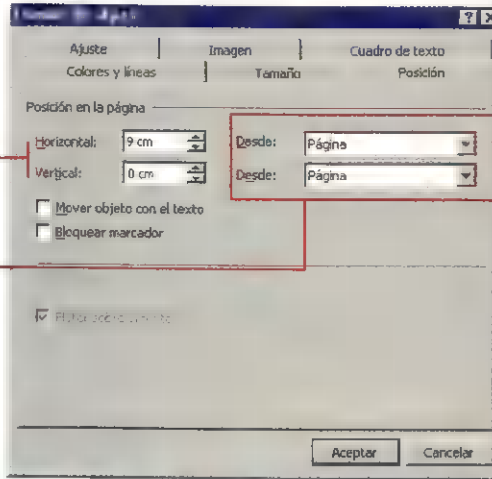 Ajuste Imagen Cuadro de texto
Colores y líneas Tamaño Posición
Posición en la página
Horizontal: 9 cm Desde: Página
Vertical: 0 cm Desde: Página
Mover objeto con el texto
Bloquear marcador
Aceptar Cancelar